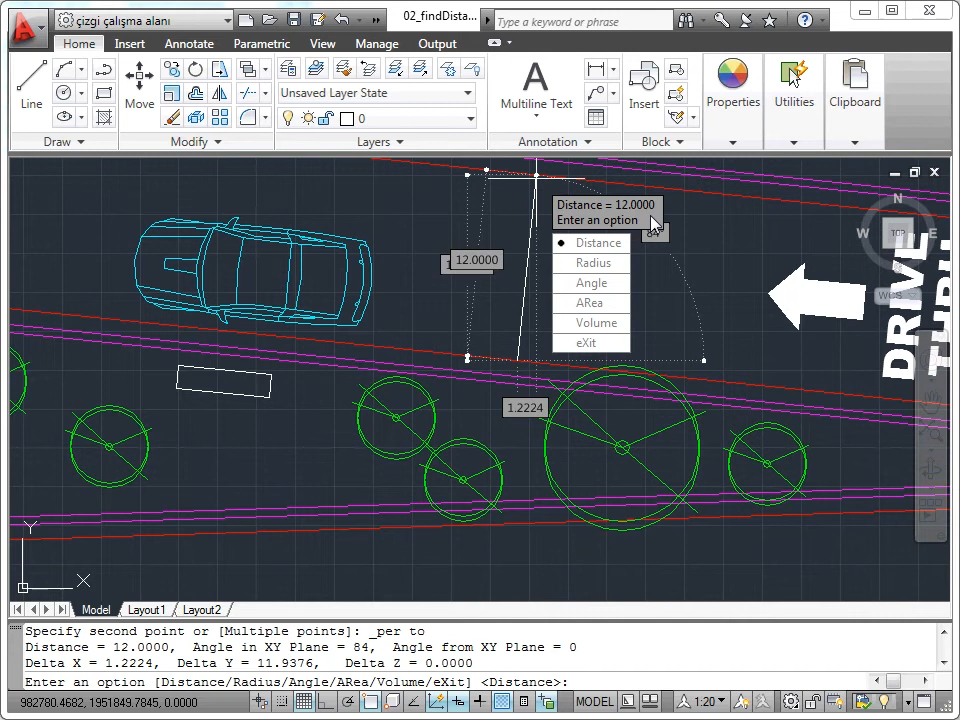 çizgi çalışma alanı
02_findDista...
Type a keyword or phrase
Home
Insert
Annotate
Parametric
View
Manage
Output
Line
Move
Unsaved Layer State
0
Multiline Text
Insert
Properties
Utilities
Clipboard
Draw
Modify
Layers
Annotation
Block
Distance = 12.0000
Enter an option
84
12.0000
Distance
Radius
Angle
ARea
Volume
eXit
1.2224
N
W
TOP
E
WCS
DRIVE
THRU
Y
X
Model
Layout1
Layout2
Specify second point or [Multiple points]: _per to
Distance = 12.0000, Angle in XY Plane = 84, Angle from XY Plane = 0
Delta X = 1.2224, Delta Y = 11.9376, Delta Z = 0.0000
Enter an option [Distance/Radius/Angle/ARea/Volume/eXit] <Distance>:
982780.4682, 1951849.7845, 0.0000
MODEL
1:20